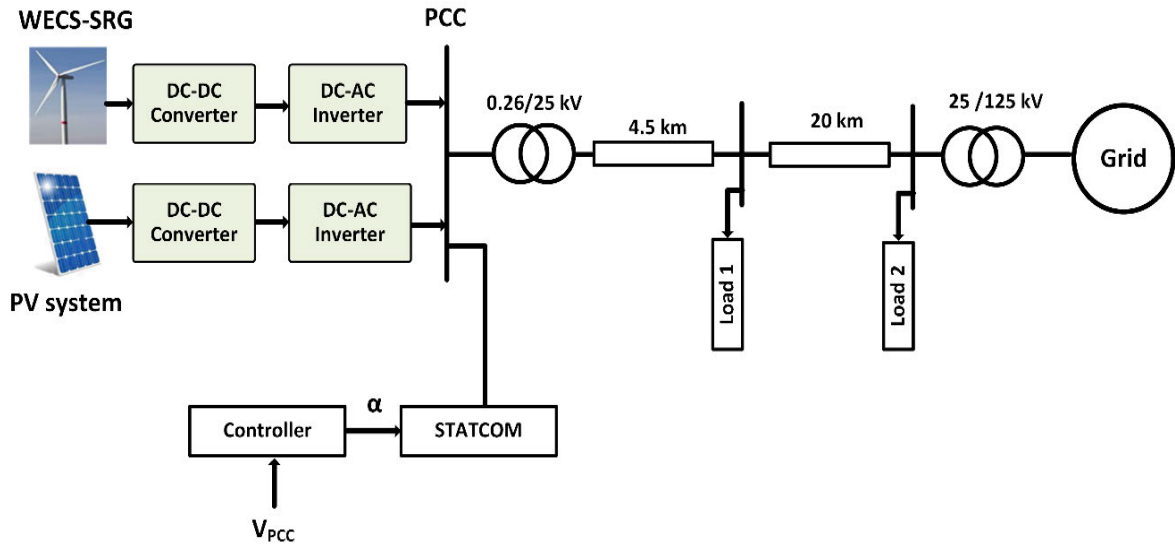 WECS-SRG
PCC
DC-DC
Converter
DC-AC
Inverter
0.26/25 kV
4.5 km
20 km
25 /125 kV
Grid
DC-DC
Converter
DC-AC
Inverter
PV system
Load 1
Load 2
α
Controller
STATCOM
VPCC